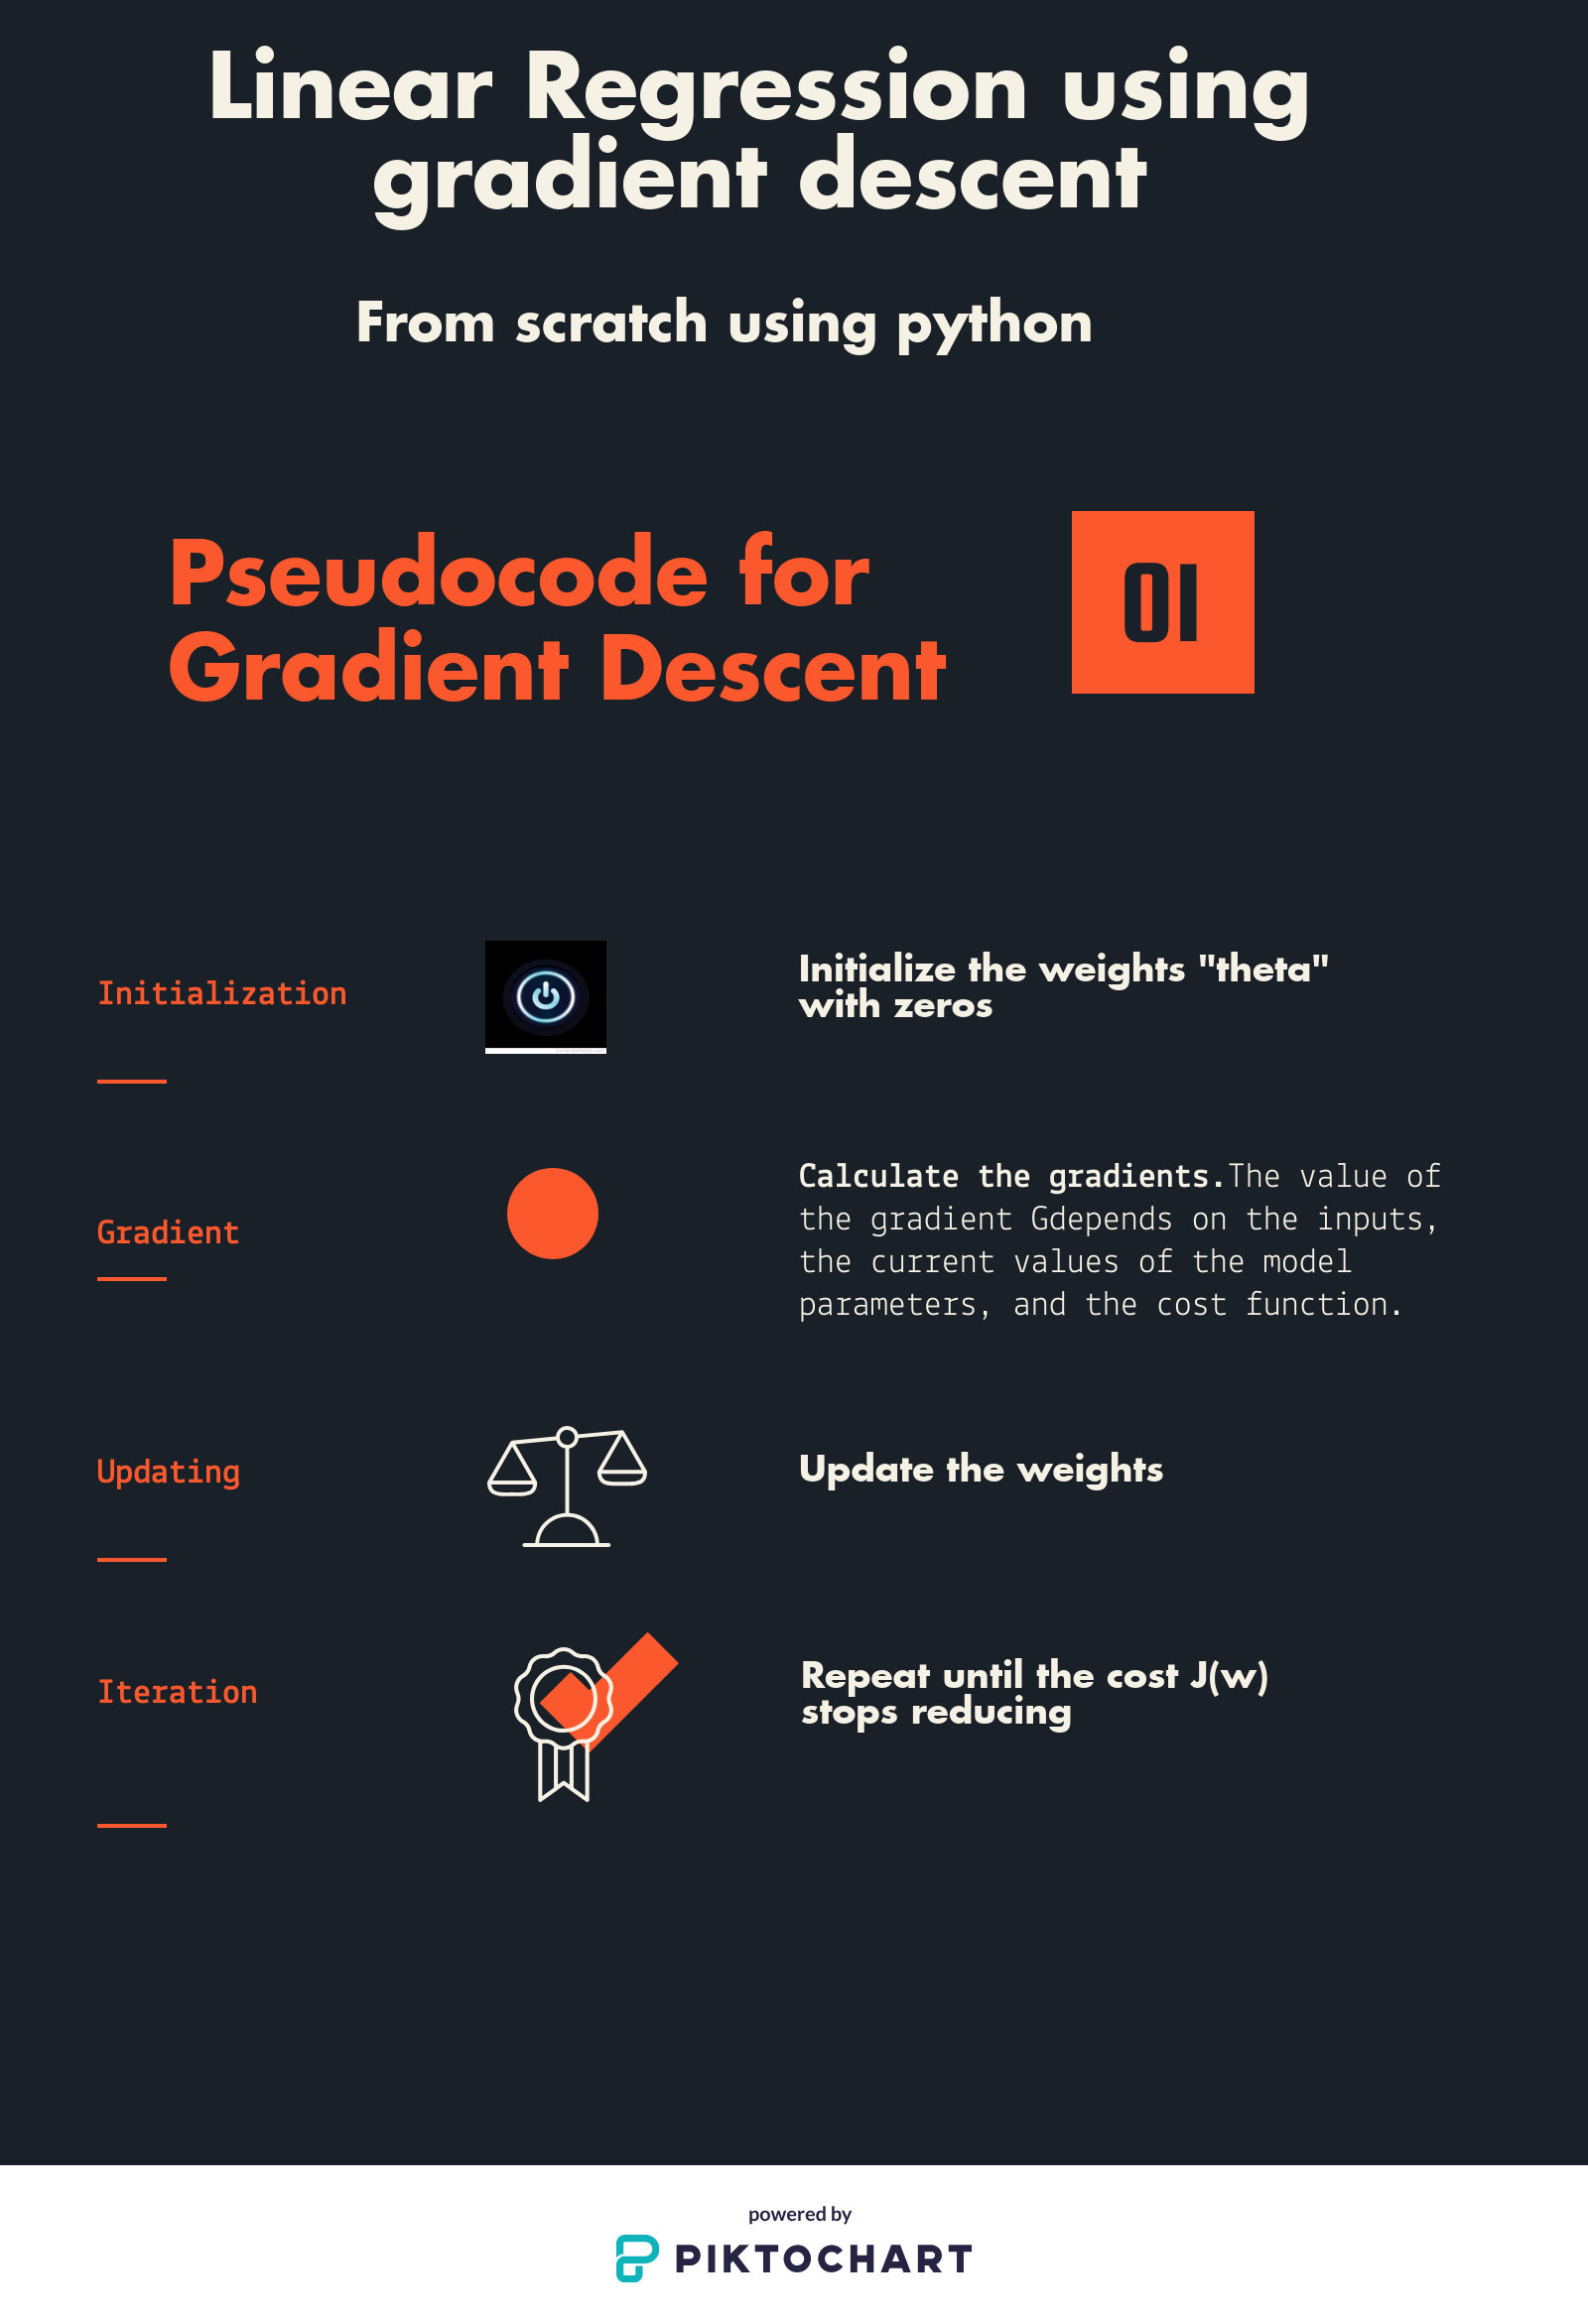 Linear Regression using
gradient descent
From scratch using python
Pseudocode for
Gradient Descent
01
Initialization
Initialize the weights "theta"
with zeros
Gradient
Calculate the gradients.The value of
the gradient Gdepends on the inputs,
the current values of the model
parameters, and the cost function.
Updating
Update the weights
Iteration
Repeat until the cost J(w)
stops reducing
powered by
PIKTOCHART